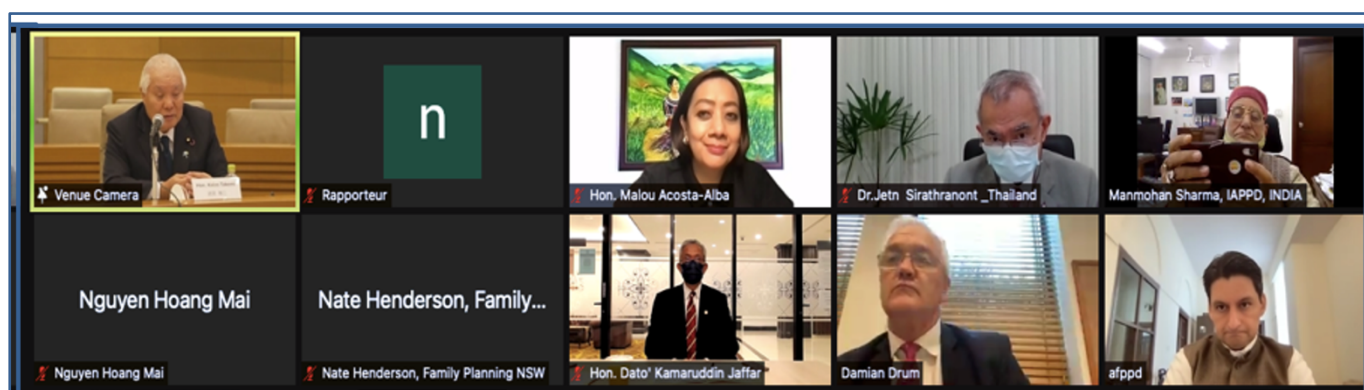 Venue Camera
n
Rapporteur
Hon. Malou Acosta-Alba
Dr.Jetn Sirathranont _Thailand
Manmohan Sharma, IAPPD, INDIA
Nguyen Hoang Mai
Nguyen Hoang Mai
Nate Henderson, Family...
Nate Henderson, Family Planning NSW
Hon. Dato' Kamaruddin Jaffar
Damian Drum
afppd